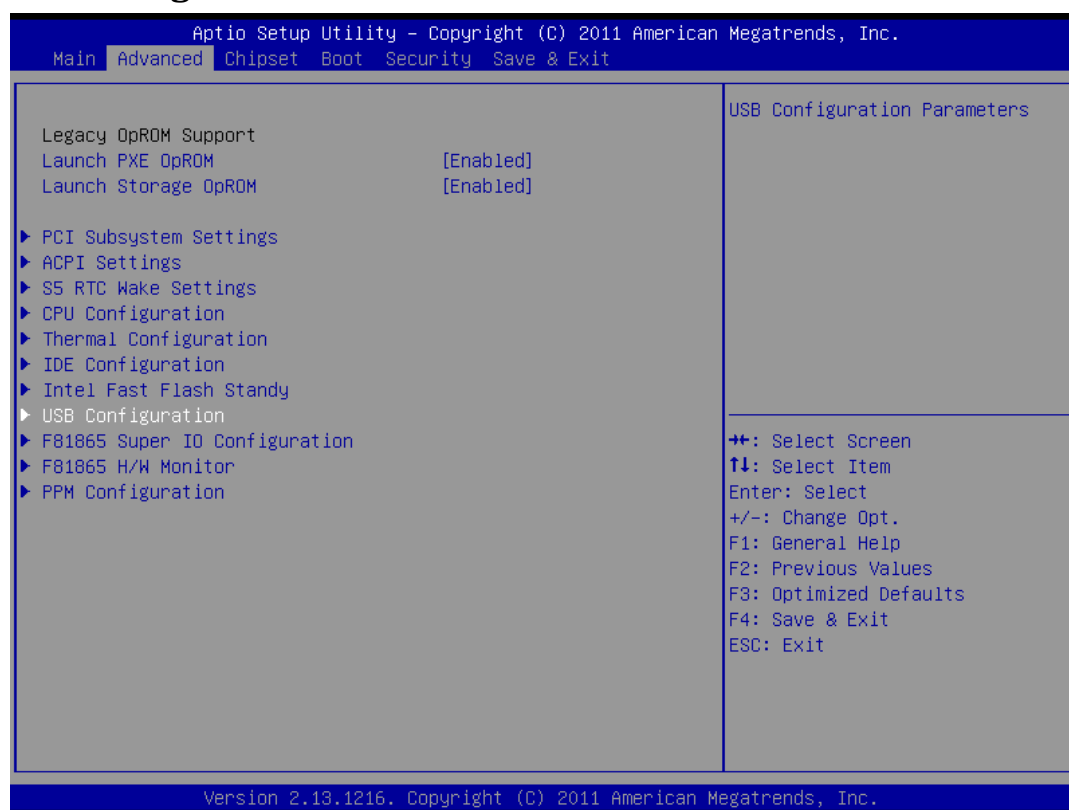 Aptio Setup Utility – Copyright (C) 2011 American Megatrends, Inc.
Main Advanced Chipset Boot Security Save & Exit
Legacy OpROM Support
Launch PXE OpROM [Enabled]
Launch Storage OpROM [Enabled]
▶ PCI Subsystem Settings
▶ ACPI Settings
▶ S5 RTC Wake Settings
▶ CPU Configuration
▶ Thermal Configuration
▶ IDE Configuration
▶ Intel Fast Flash Standy
▶ USB Configuration
▶ F81865 Super IO Configuration
▶ F81865 H/W Monitor
▶ PPM Configuration
USB Configuration Parameters
→←: Select Screen
↑↓: Select Item
Enter: Select
+/-: Change Opt.
F1: General Help
F2: Previous Values
F3: Optimized Defaults
F4: Save & Exit
ESC: Exit
Version 2.13.1216. Copyright (C) 2011 American Megatrends, Inc.